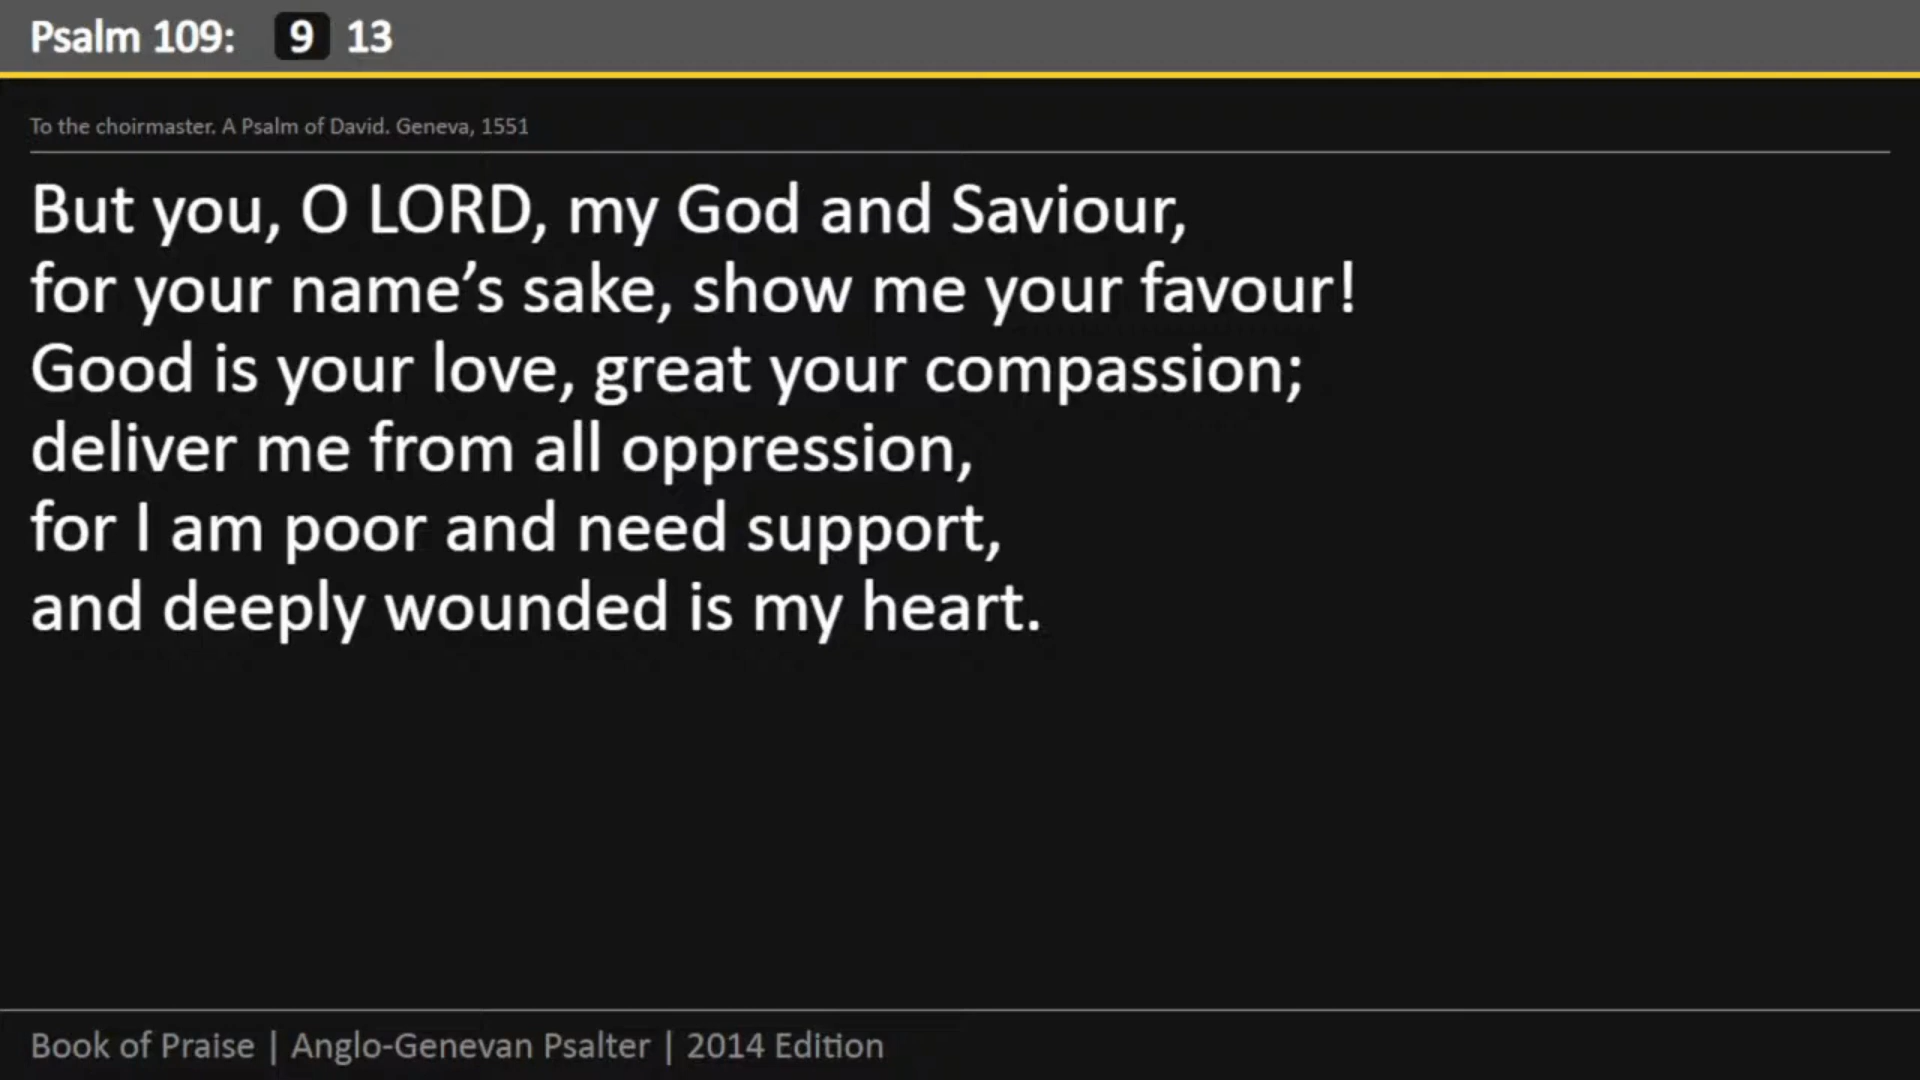 Psalm 109: 9 13
To the choirmaster. A Psalm of David. Geneva, 1551
But you, O LORD, my God and Saviour,
for your name’s sake, show me your favour!
Good is your love, great your compassion;
deliver me from all oppression,
for I am poor and need support,
and deeply wounded is my heart.
Book of Praise | Anglo-Genevan Psalter | 2014 Edition